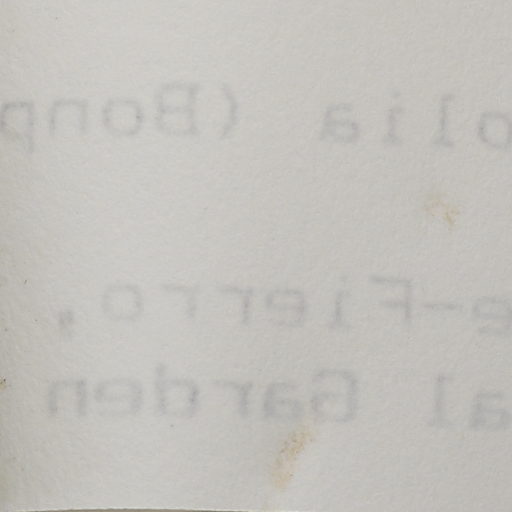 olia (Bonp
e-Fierro,
al Garden